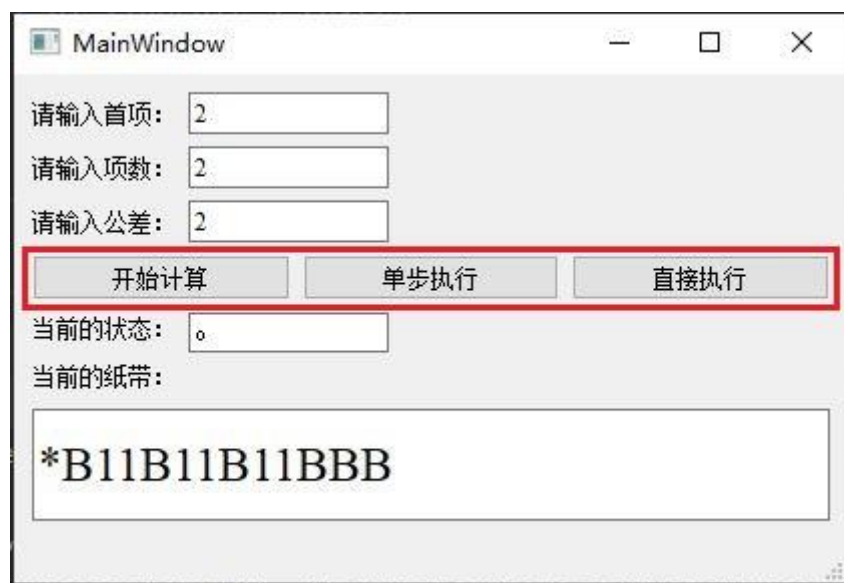 MainWindow
请输入首项： 2
请输入项数： 2
请输入公差： 2
开始计算 单步执行 直接执行
当前的状态： 。
当前的纸带：
*B11B11B11BBB